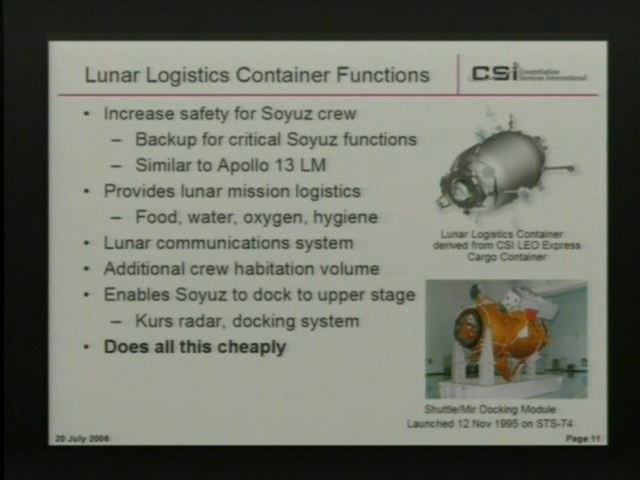 Lunar Logistics Container Functions
CSI Constellation
Services International
• Increase safety for Soyuz crew
– Backup for critical Soyuz functions
– Similar to Apollo 13 LM
• Provides lunar mission logistics
– Food, water, oxygen, hygiene
• Lunar communications system
• Additional crew habitation volume
• Enables Soyuz to dock to upper stage
– Kurs radar, docking system
• Does all this cheaply
Lunar Logistics Container
derived from CSI LEO Express
Cargo Container
Shuttle/Mir Docking Module
Launched 12 Nov 1995 on STS-74
20 July 2006
Page 11